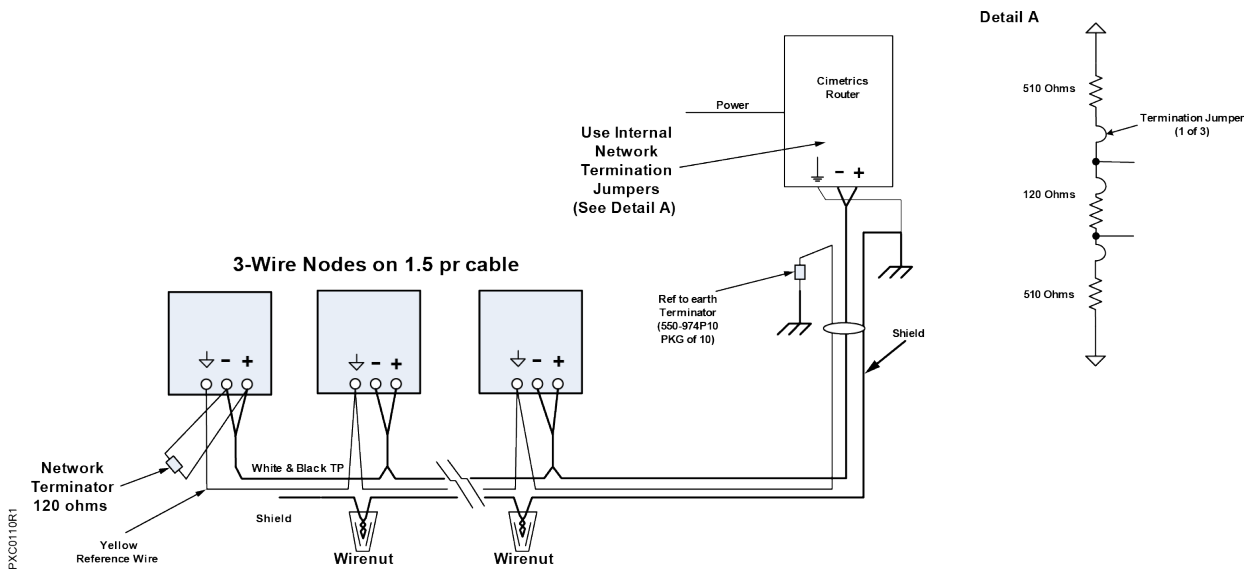 Detail A
510 Ohms
Termination Jumper
(1 of 3)
120 Ohms
510 Ohms
Cimetrics
Router
Power
Use Internal
Network
Termination
Jumpers
(See Detail A)
- +
3-Wire Nodes on 1.5 pr cable
Ref to earth
Terminator
(550-974P10
PKG of 10)
Shield
- +
- +
- +
Network
Terminator
120 ohms
White & Black TP
Shield
Yellow
Reference Wire
Wirenut
Wirenut
PXC0110R1